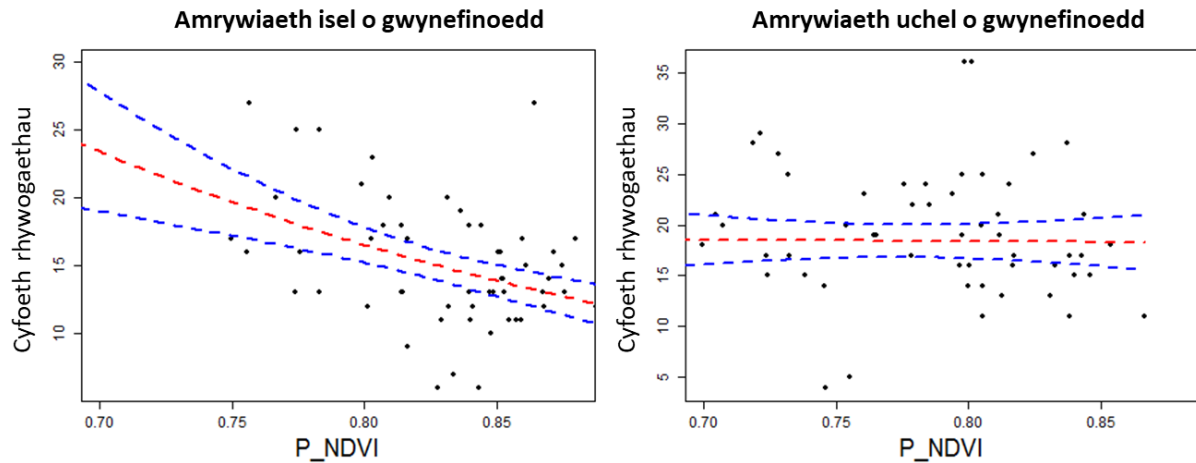 Amrywiaeth isel o gwynefinoedd
Cyfoeth rhywogaethau
30
25
20
15
10
0.70 0.75 0.80 0.85
P_NDVI
Amrywiaeth uchel o gwynefinoedd
Cyfoeth rhywogaethau
35
30
25
20
15
10
5
0.70 0.75 0.80 0.85
P_NDVI